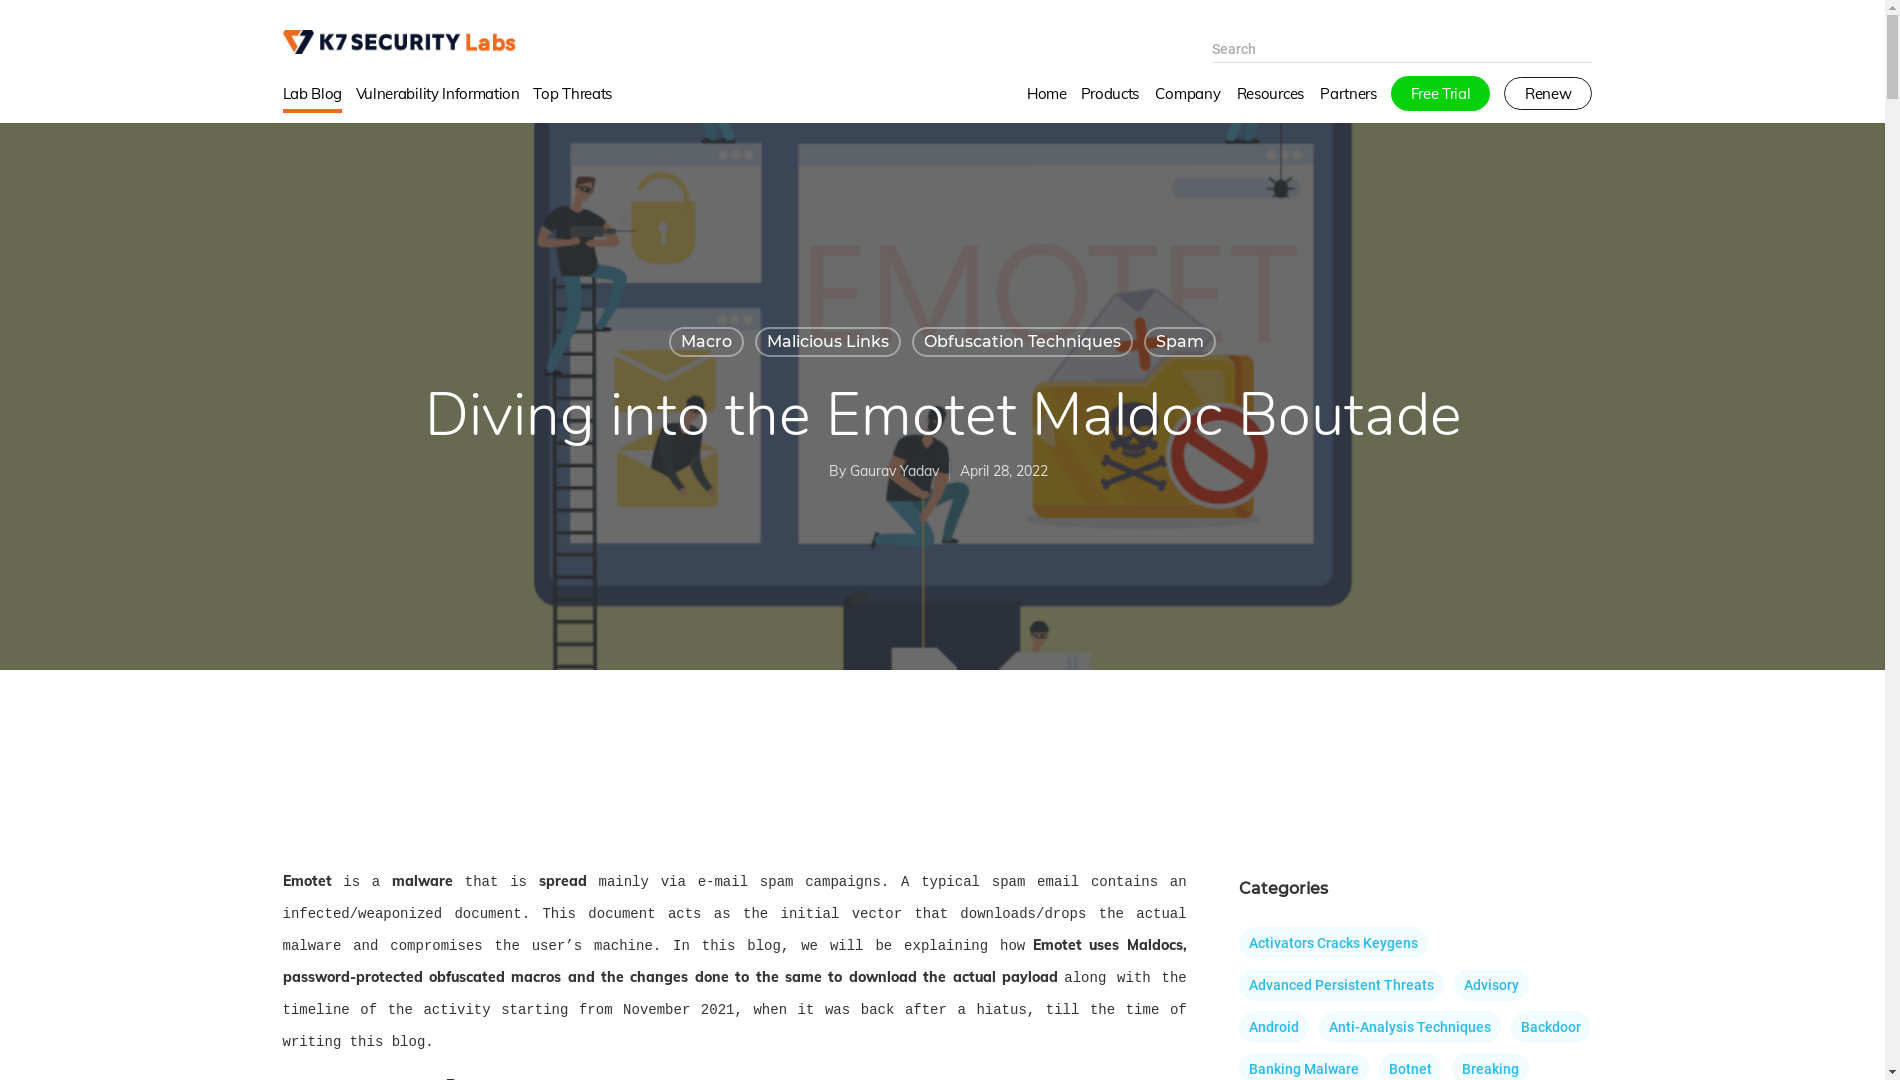 K7 SECURITY Labs
Search
Lab Blog Vulnerability Information Top Threats
Home Products Company Resources Partners Free Trial Renew
EMOTET
Macro Malicious Links Obfuscation Techniques Spam
Diving into the Emotet Maldoc Boutade
By Gaurav Yadav April 28, 2022
Emotet is a malware that is spread mainly via e-mail spam campaigns. A typical spam email contains an
infected/weaponized document. This document acts as the initial vector that downloads/drops the actual
malware and compromises the user’s machine. In this blog, we will be explaining how Emotet uses Maldocs,
password-protected obfuscated macros and the changes done to the same to download the actual payload along with the
timeline of the activity starting from November 2021, when it was back after a hiatus, till the time of
writing this blog.
Categories
Activators Cracks Keygens
Advanced Persistent Threats Advisory
Android Anti-Analysis Techniques Backdoor
Banking Malware Botnet Breaking